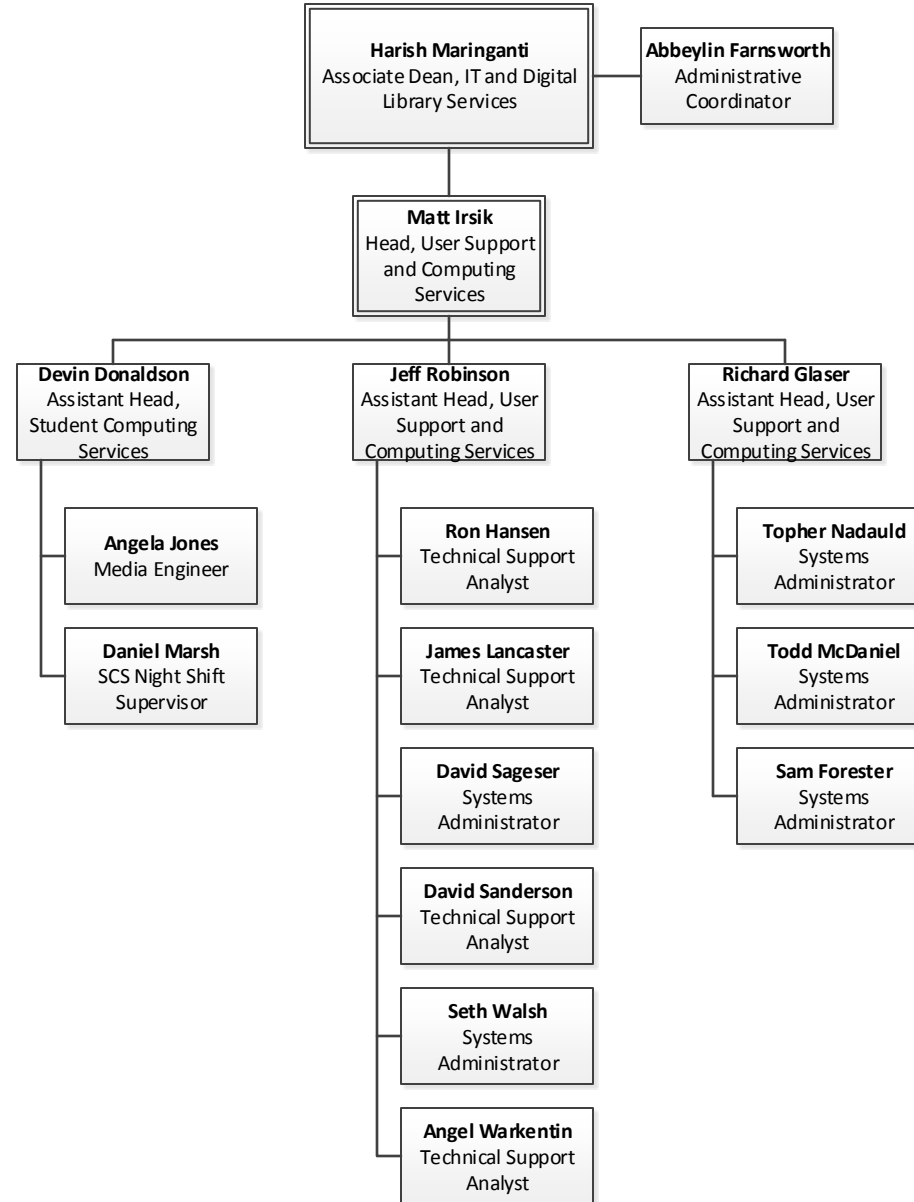 Harish Maringanti
Associate Dean, IT and Digital
Library Services
Abbeylin Farnsworth
Administrative
Coordinator
Matt Irsik
Head, User Support
and Computing
Services
Devin Donaldson
Assistant Head,
Student Computing
Services
Jeff Robinson
Assistant Head, User
Support and
Computing Services
Richard Glaser
Assistant Head, User
Support and
Computing Services
Angela Jones
Media Engineer
Daniel Marsh
SCS Night Shift
Supervisor
Ron Hansen
Technical Support
Analyst
James Lancaster
Technical Support
Analyst
David Sageser
Systems
Administrator
David Sanderson
Technical Support
Analyst
Seth Walsh
Systems
Administrator
Angel Warkentin
Technical Support
Analyst
Topher Nadauld
Systems
Administrator
Todd McDaniel
Systems
Administrator
Sam Forester
Systems
Administrator